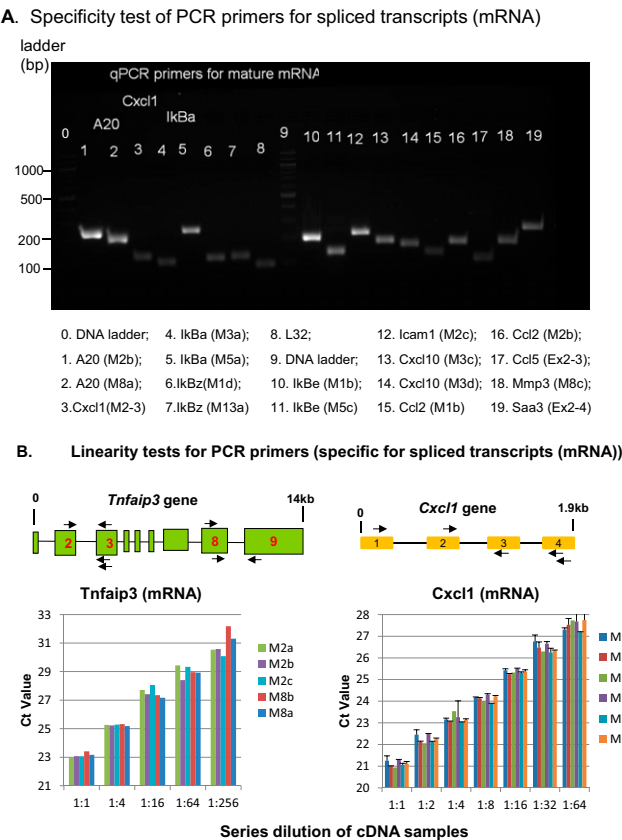 A. Specificity test of PCR primers for spliced transcripts (mRNA)
ladder
(bp)
qPCR primers for mature mRNA
Cxcl1
A20
IkBa
0
1 2 3 4 5 6 7 8
9
10 11 12 13 14 15 16 17 18 19
1000
500
200
100
0. DNA ladder; 4. IkBa (M3a); 8. L32; 12. Icam1 (M2c); 16. Ccl2 (M2b);
1. A20 (M2b); 5. IkBa (M5a); 9. DNA ladder; 13. Cxcl10 (M3c); 17. Ccl5 (Ex2-3);
2. A20 (M8a); 6.IkBz(M1d); 10. IkBe (M1b); 14. Cxcl10 (M3d); 18. Mmp3 (M8c);
3.Cxcl1(M2-3) 7.IkBz (M13a) 11. IkBe (M5c) 15. Ccl2 (M1b) 19. Saa3 (Ex2-4)
B. Linearity tests for PCR primers (specific for spliced transcripts (mRNA))
0 Tnfaip3 gene 14kb
2 3 8 9
0 Cxcl1 gene 1.9kb
1 2 3 4
Tnfaip3 (mRNA)
Ct Value
33
31
29
27
25
23
21
1:1 1:4 1:16 1:64 1:256
M2a
M2b
M2c
M8b
M8a
Cxcl1 (mRNA)
Ct Value
28
27
26
25
24
23
22
21
20
1:1 1:2 1:4 1:8 1:16 1:32 1:64
M
M
M
M
M
M
Series dilution of cDNA samples